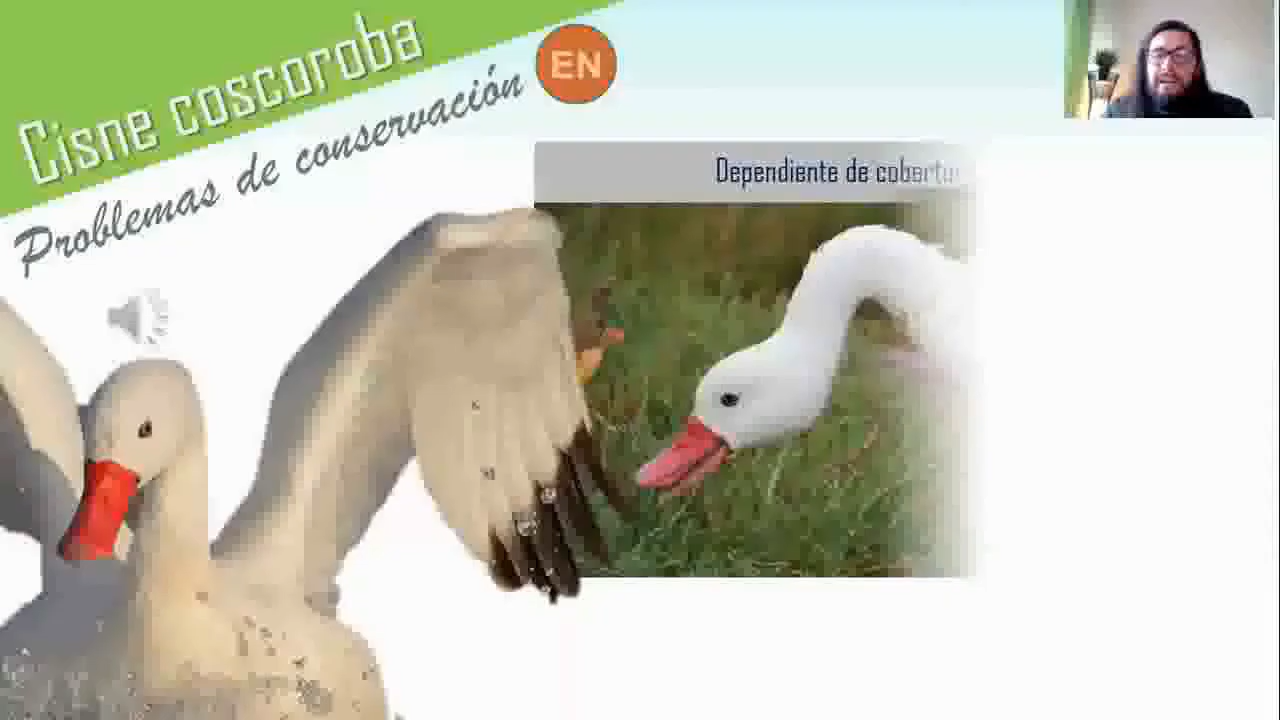 Cisne coscoroba
EN
Problemas de conservación
Dependiente de